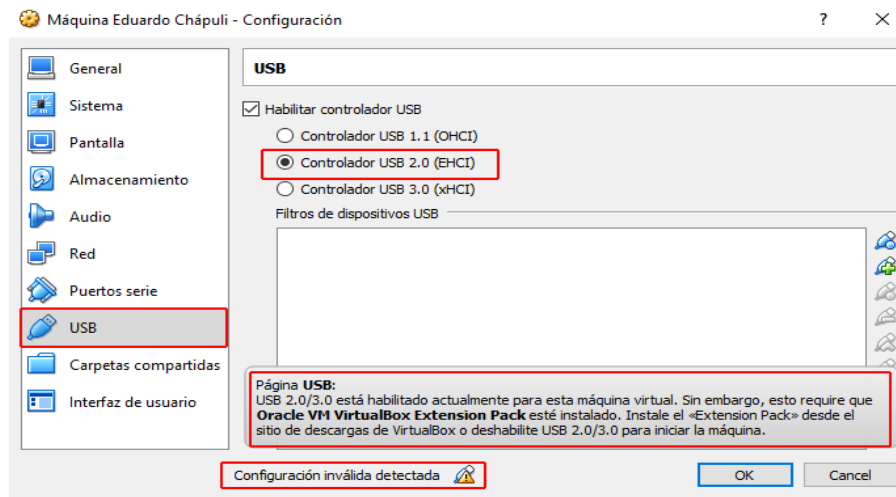 Máquina Eduardo Chápuli - Configuración
?
General
Sistema
Pantalla
Almacenamiento
Audio
Red
Puertos serie
USB
Carpetas compartidas
Interfaz de usuario
USB
Habilitar controlador USB
Controlador USB 1.1 (OHCI)
Controlador USB 2.0 (EHCI)
Controlador USB 3.0 (xHCI)
Filtros de dispositivos USB
Página USB:
USB 2.0/3.0 está habilitado actualmente para esta máquina virtual. Sin embargo, esto require que
Oracle VM VirtualBox Extension Pack esté instalado. Instale el «Extension Pack» desde el
sitio de descargas de VirtualBox o deshabilite USB 2.0/3.0 para iniciar la máquina.
Configuración inválida detectada
OK
Cancel